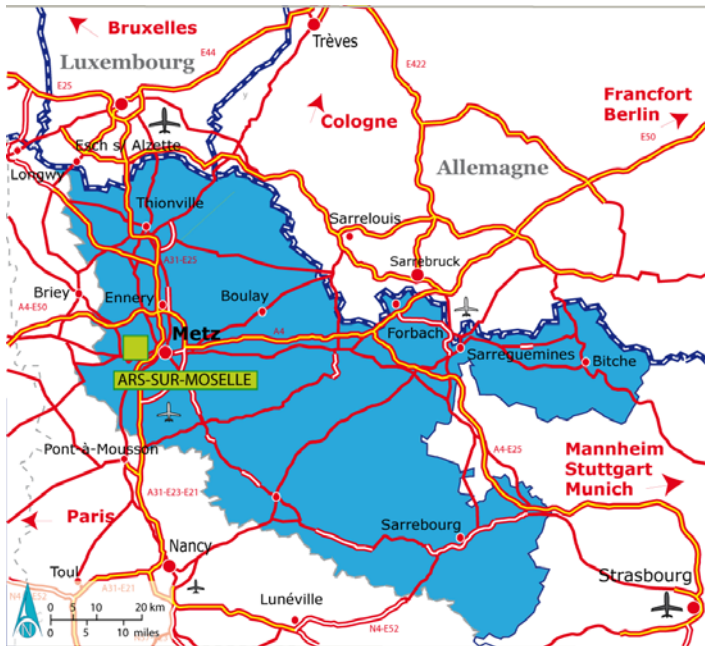 Bruxelles
Trèves
E44
Luxembourg
E422
E25
Cologne
Francfort
Berlin
E50
Esch s/ Alzette
Allemagne
Longwy
Thionville
Sarrelouis
A31-E25
Sarrebruck
Briey
Ennery
Boulay
A4-E50
Metz
A4
Forbach
Sarreguemines
Bitche
ARS-SUR-MOSELLE
Pont-à-Mousson
A4-E25
Mannheim
Stuttgart
Munich
A31-E23-E21
Paris
Sarrebourg
Nancy
Toul
A31-E21
Strasbourg
Lunéville
N4-E52
0 5 10 20 km
0 5 10 miles
N